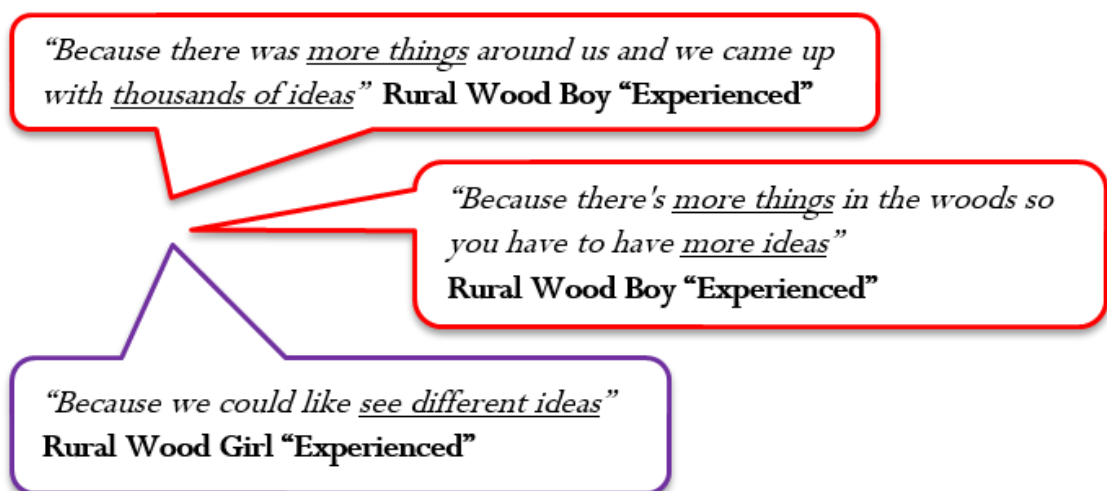 “Because there was more things around us and we came up
with thousands of ideas” Rural Wood Boy “Experienced”
“Because there's more things in the woods so
you have to have more ideas”
Rural Wood Boy “Experienced”
“Because we could like see different ideas”
Rural Wood Girl “Experienced”